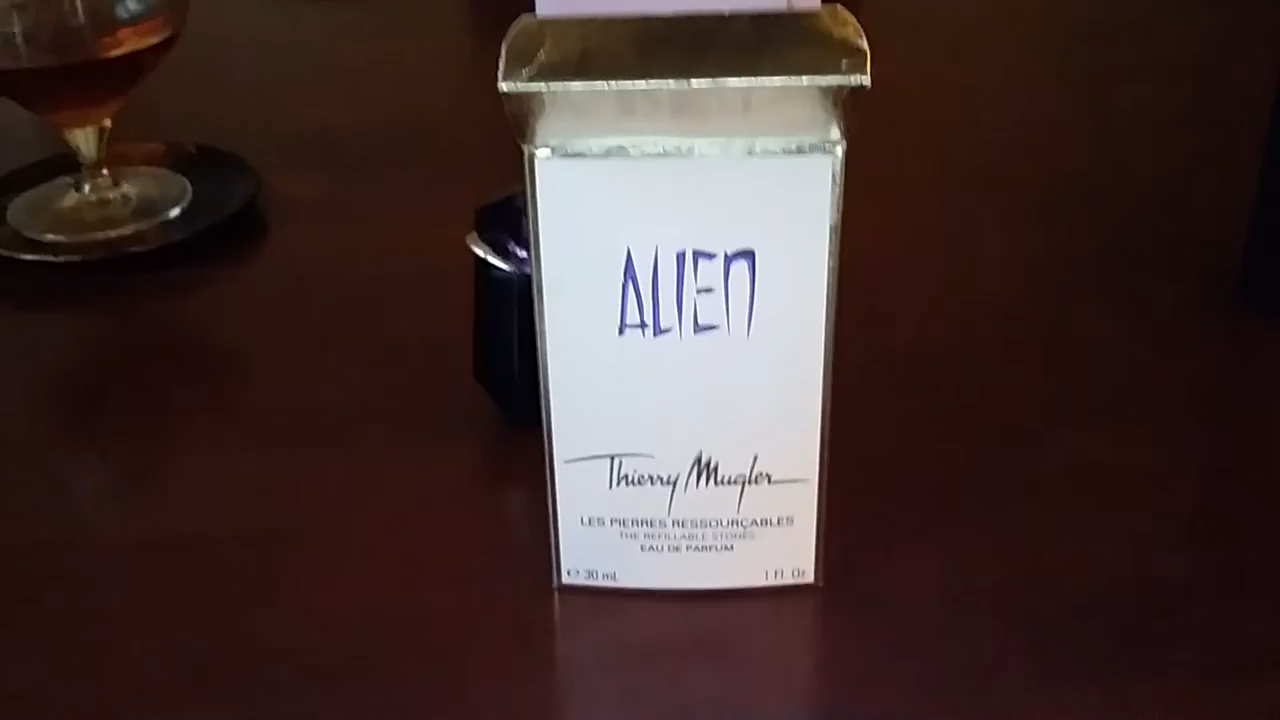 ALIEN
Thierry Mugler
LES PIERRES RESSOURÇABLES
THE REFILLABLE STONES
EAU DE PARFUM
℮ 30 mL 1 Fl. Oz